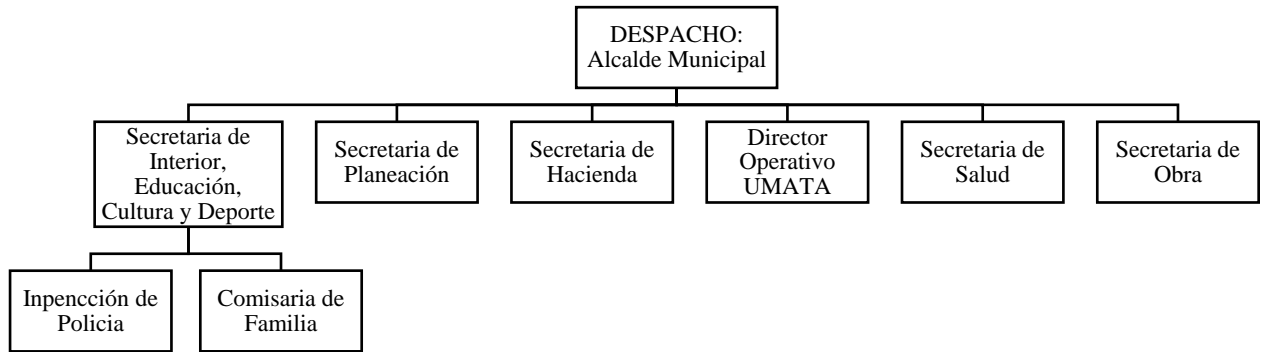 DESPACHO:
Alcalde Municipal
Secretaria de
Interior,
Educación,
Cultura y Deporte
Secretaria de
Planeación
Secretaria de
Hacienda
Director
Operativo
UMATA
Secretaria de
Salud
Secretaria de
Obra
Inpencción de
Policia
Comisaria de
Familia